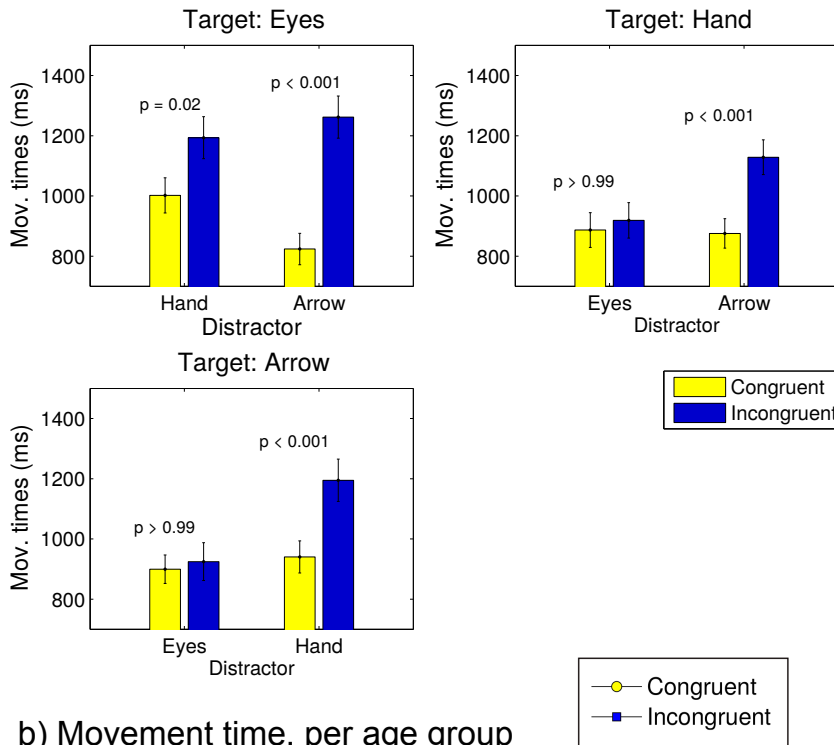 Target: Eyes
Mov. times (ms)
1400
1200
1000
800
p = 0.02
p < 0.001
Hand
Arrow
Distractor
Target: Hand
Mov. times (ms)
1400
1200
1000
800
p > 0.99
p < 0.001
Eyes
Arrow
Distractor
Target: Arrow
Mov. times (ms)
1400
1200
1000
800
p > 0.99
p < 0.001
Eyes
Hand
Distractor
Congruent
Incongruent
Congruent
Incongruent
b) Movement time, per age group